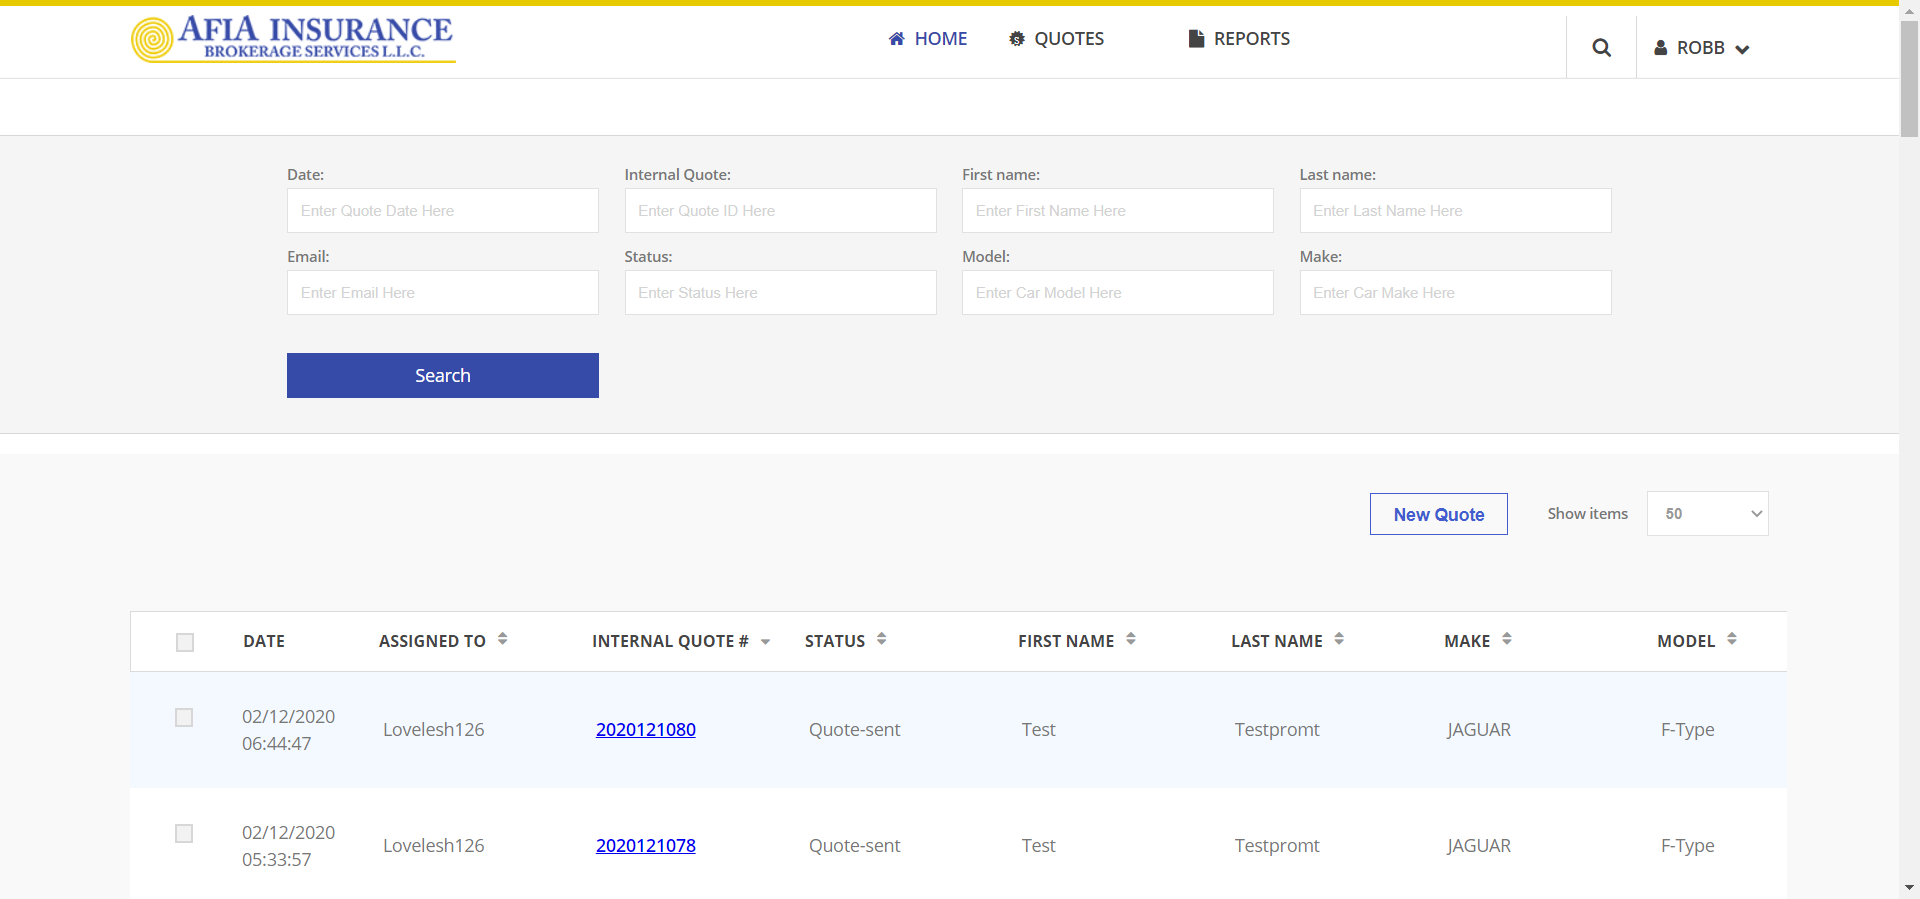 AFIA INSURANCE
BROKERAGE SERVICES L.L.C.
HOME
QUOTES
REPORTS
ROBB
Date:
Internal Quote:
First name:
Last name:
Enter Quote Date Here
Enter Quote ID Here
Enter First Name Here
Enter Last Name Here
Email:
Status:
Model:
Make:
Enter Email Here
Enter Status Here
Enter Car Model Here
Enter Car Make Here
Search
New Quote
Show items
50
DATE
ASSIGNED TO
INTERNAL QUOTE #
STATUS
FIRST NAME
LAST NAME
MAKE
MODEL
02/12/2020
06:44:47
Lovelesh126
2020121080
Quote-sent
Test
Testpromt
JAGUAR
F-Type
02/12/2020
05:33:57
Lovelesh126
2020121078
Quote-sent
Test
Testpromt
JAGUAR
F-Type